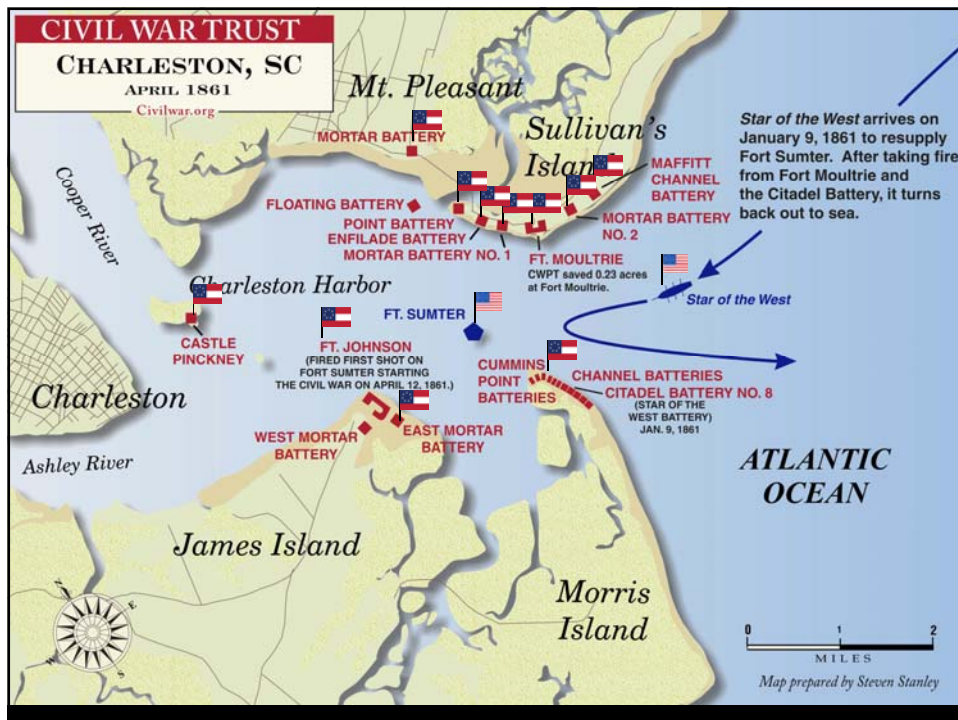 CIVIL WAR TRUST
CHARLESTON, SC
APRIL 1861
Civilwar.org
Mt. Pleasant
MORTAR BATTERY
Sullivan's
Island
Star of the West arrives on
January 9, 1861 to resupply
Fort Sumter. After taking fire
from Fort Moultrie and
the Citadel Battery, it turns
back out to sea.
MAFFITT
CHANNEL
BATTERY
Cooper River
FLOATING BATTERY
POINT BATTERY
ENFILADE BATTERY
MORTAR BATTERY NO. 1
MORTAR BATTERY
NO. 2
FT. MOULTRIE
CWPT saved 0.23 acres
at Fort Moultrie.
Charleston Harbor
Star of the West
FT. SUMTER
CASTLE
PINCKNEY
FT. JOHNSON
(FIRED FIRST SHOT ON
FORT SUMTER STARTING
THE CIVIL WAR ON APRIL 12, 1861.)
CUMMINS
POINT
BATTERIES
CHANNEL BATTERIES
CITADEL BATTERY NO. 8
(STAR OF THE
WEST BATTERY)
JAN. 9, 1861
Charleston
WEST MORTAR
BATTERY
EAST MORTAR
BATTERY
Ashley River
ATLANTIC
OCEAN
James Island
Morris
Island
N
E
W
S
0 1 2
MILES
Map prepared by Steven Stanley